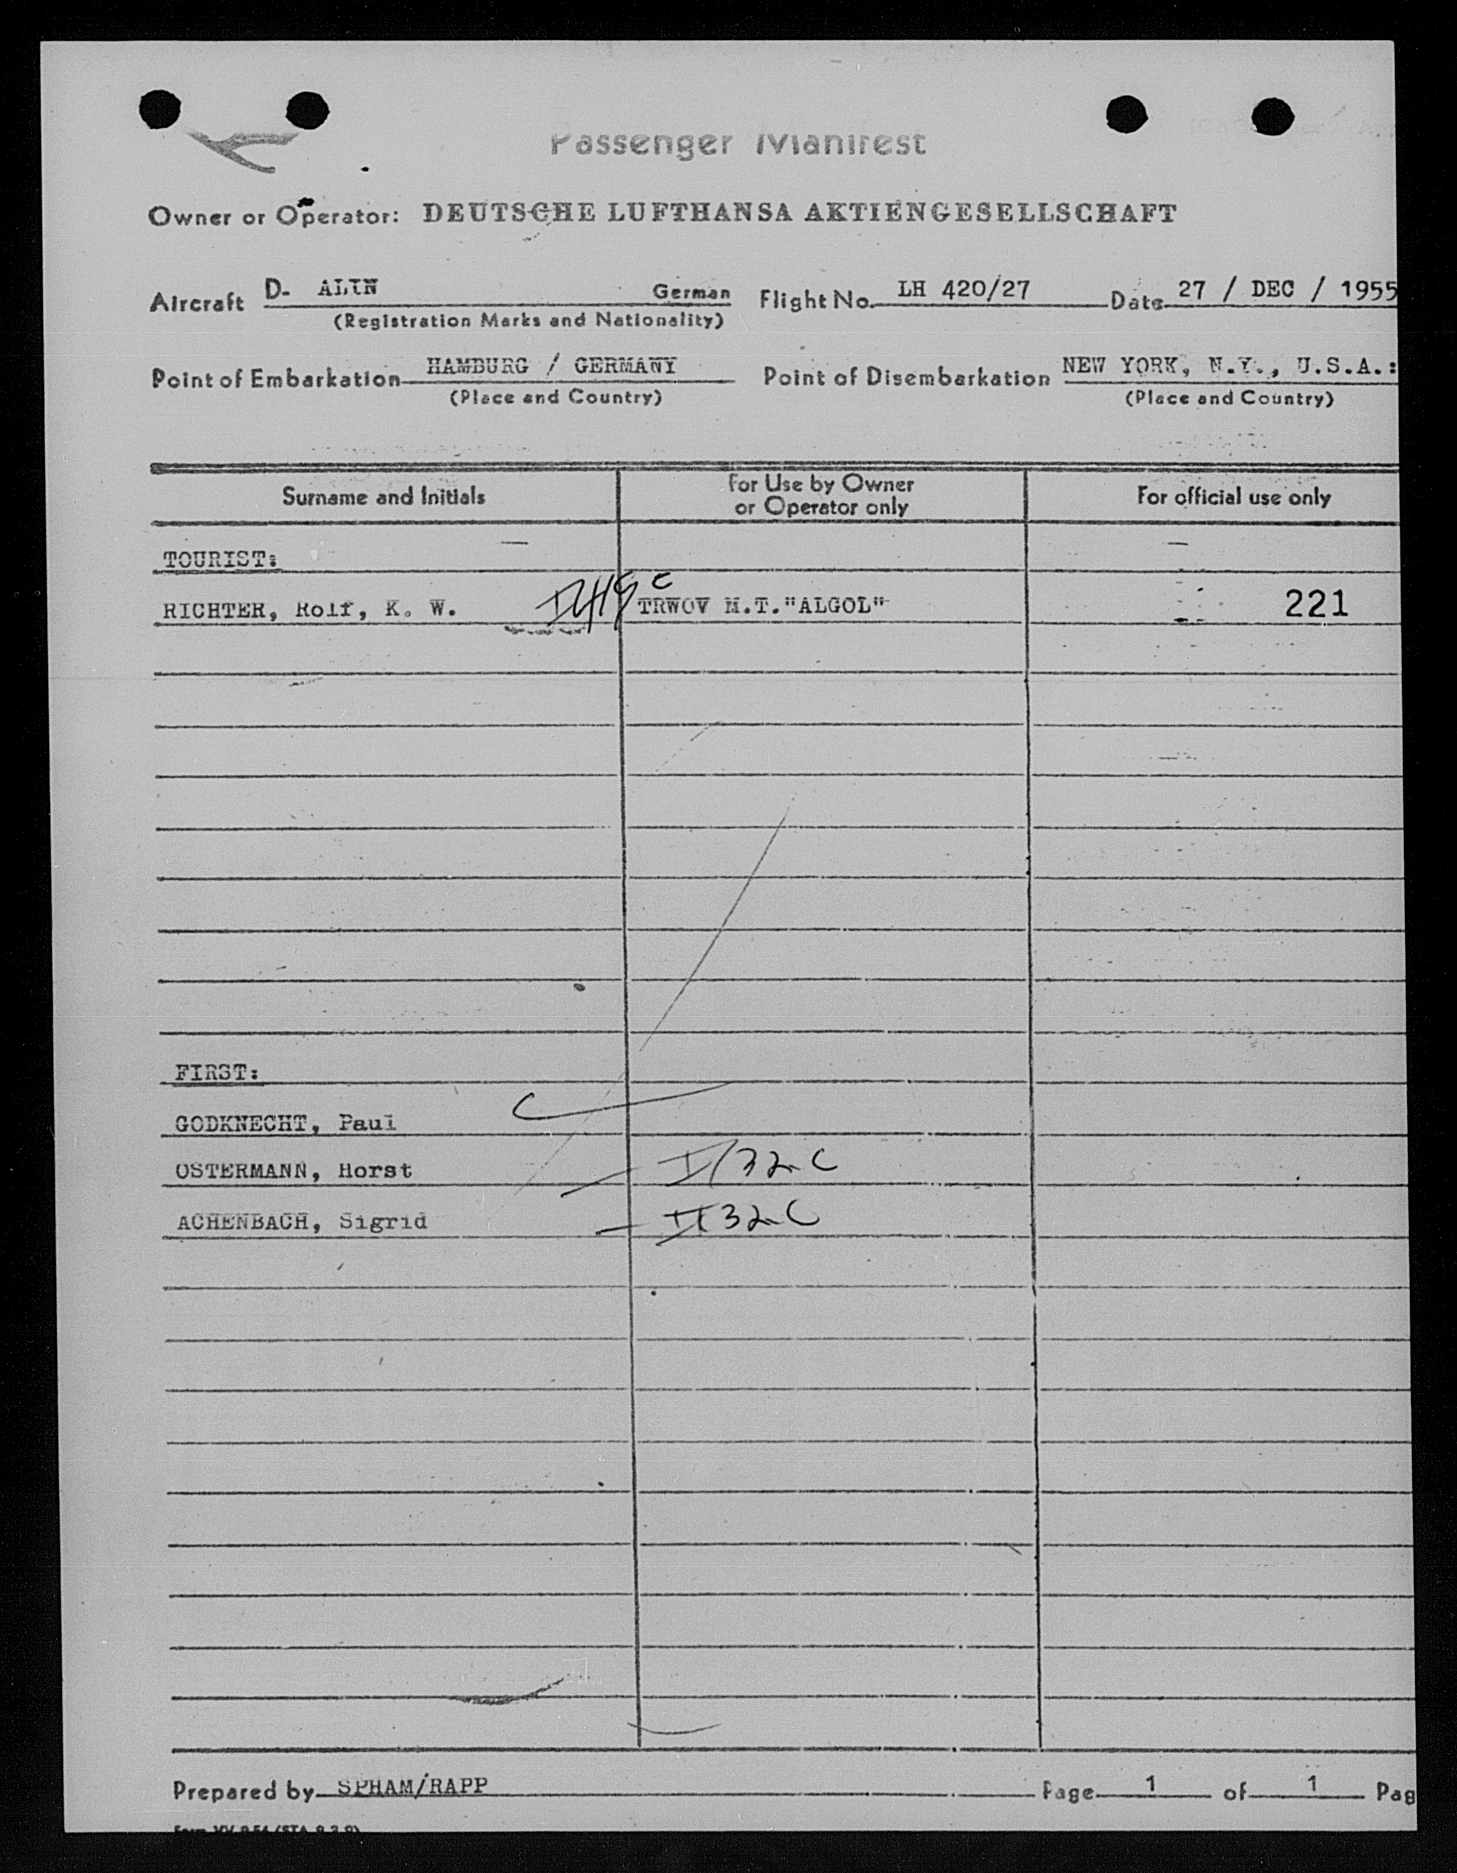 Passenger Manifest
Owner or Operator: DEUTSCHE LUFTHANSA AKTIENGESELLSCHAFT
Aircraft D- ALIN German Flight No. LH 420/27 Date 27 / DEC / 1955
(Registration Marks and Nationality)
Point of Embarkation HAMBURG / GERMANY Point of Disembarkation NEW YORK, N.Y., U.S.A.:
(Place and Country) (Place and Country)
Surname and Initials For Use by Owner or Operator only For official use only
TOURIST:
RICHTER, Rolf, K. W. TRWOV M.T."ALGOL" 221
FIRST:
GODKNECHT, Paul
OSTERMANN, Horst
ACHENBACH, Sigrid
Prepared by SPHAM/RAPP Page 1 of 1 Pag